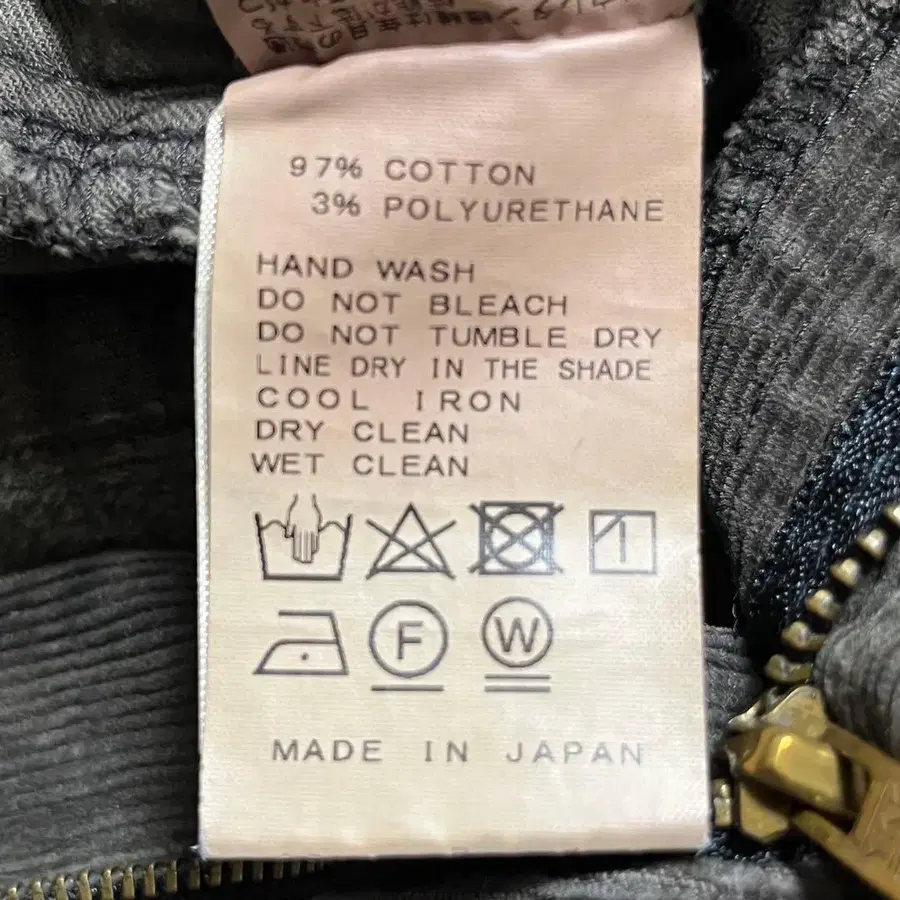 97% COTTON
3% POLYURETHANE
HAND WASH
DO NOT BLEACH
DO NOT TUMBLE DRY
LINE DRY IN THE SHADE
COOL IRON
DRY CLEAN
WET CLEAN
F W
MADE IN JAPAN